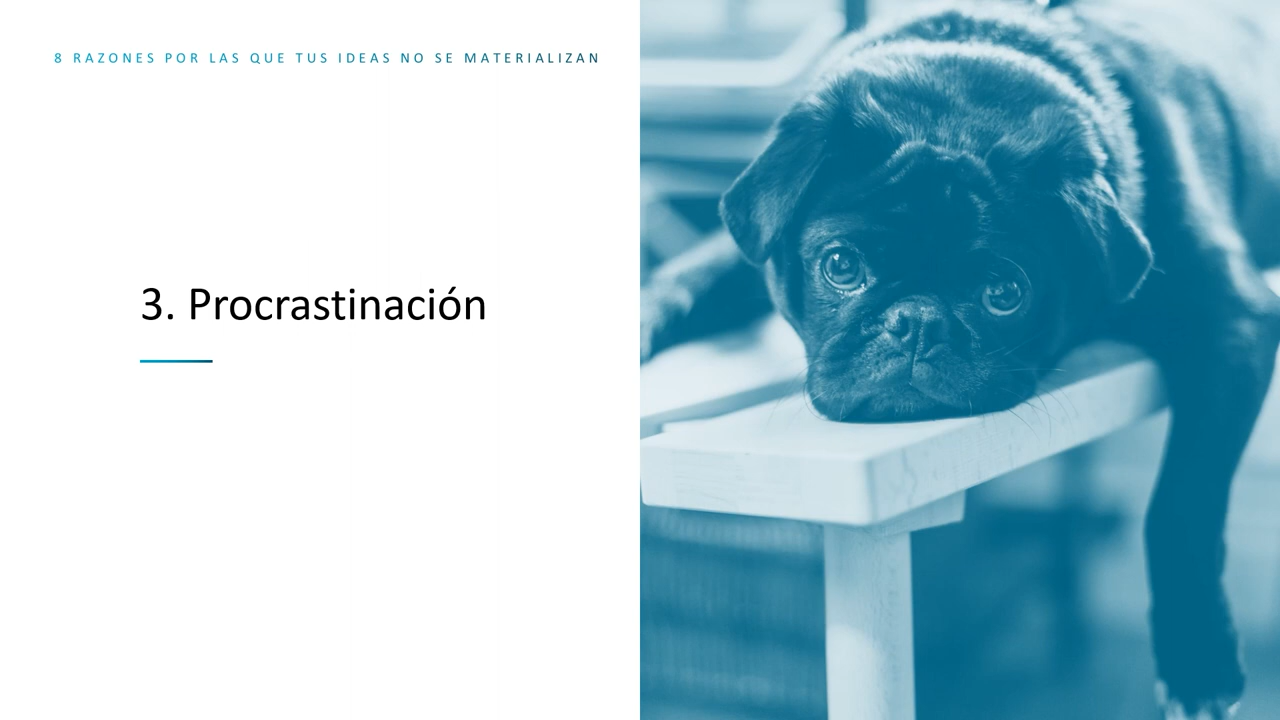 8 RAZONES POR LAS QUE TUS IDEAS NO SE MATERIALIZAN
3. Procrastinación